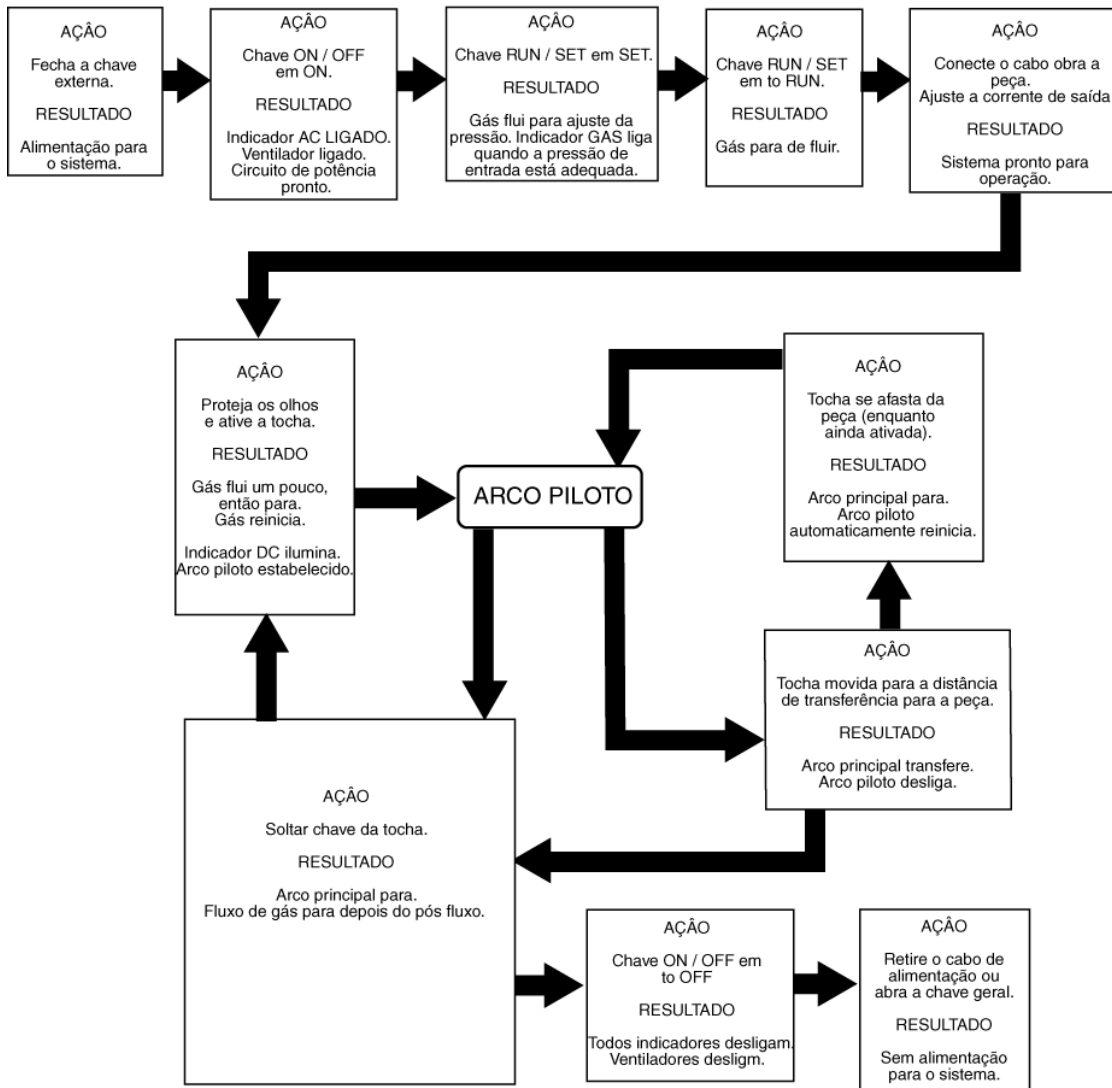 AÇÂO
Fecha a chave
externa.
RESULTADO
Alimentação para
o sistema.
AÇÂO
Chave ON / OFF
em ON.
RESULTADO
Indicador AC LIGADO.
Ventilador ligado.
Circuito de potência
pronto.
AÇÂO
Chave RUN / SET em SET.
RESULTADO
Gás flui para ajuste da
pressão. Indicador GAS liga
quando a pressão de
entrada está adequada.
AÇÂO
Chave RUN / SET
em to RUN.
RESULTADO
Gás para de fluir.
AÇÂO
Conecte o cabo obra a
peça.
Ajuste a corrente de saída
RESULTADO
Sistema pronto para
operação.
AÇÂO
Proteja os olhos
e ative a tocha.
RESULTADO
Gás flui um pouco,
então para.
Gás reinicia.
Indicador DC ilumina.
Arco piloto estabelecido.
ARCO PILOTO
AÇÂO
Tocha se afasta da
peça (enquanto
ainda ativada).
RESULTADO
Arco principal para.
Arco piloto
automaticamente reinicia.
AÇÂO
Tocha movida para a distância
de transferência para a peça.
RESULTADO
Arco principal transfere.
Arco piloto desliga.
AÇÂO
Soltar chave da tocha.
RESULTADO
Arco principal para.
Fluxo de gás para depois do pós fluxo.
AÇÂO
Chave ON / OFF em
to OFF
RESULTADO
Todos indicadores desligam.
Ventiladores desligm.
AÇÂO
Retire o cabo de
alimentação ou
abra a chave geral.
RESULTADO
Sem alimentação
para o sistema.